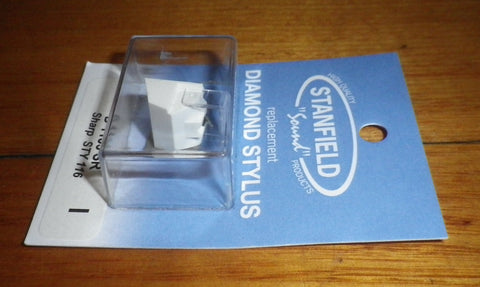 HIGH QUALITY
STANFIELD
"Sound"
PRODUCTS
replacement
DIAMOND STYLUS
Sharp STY 116